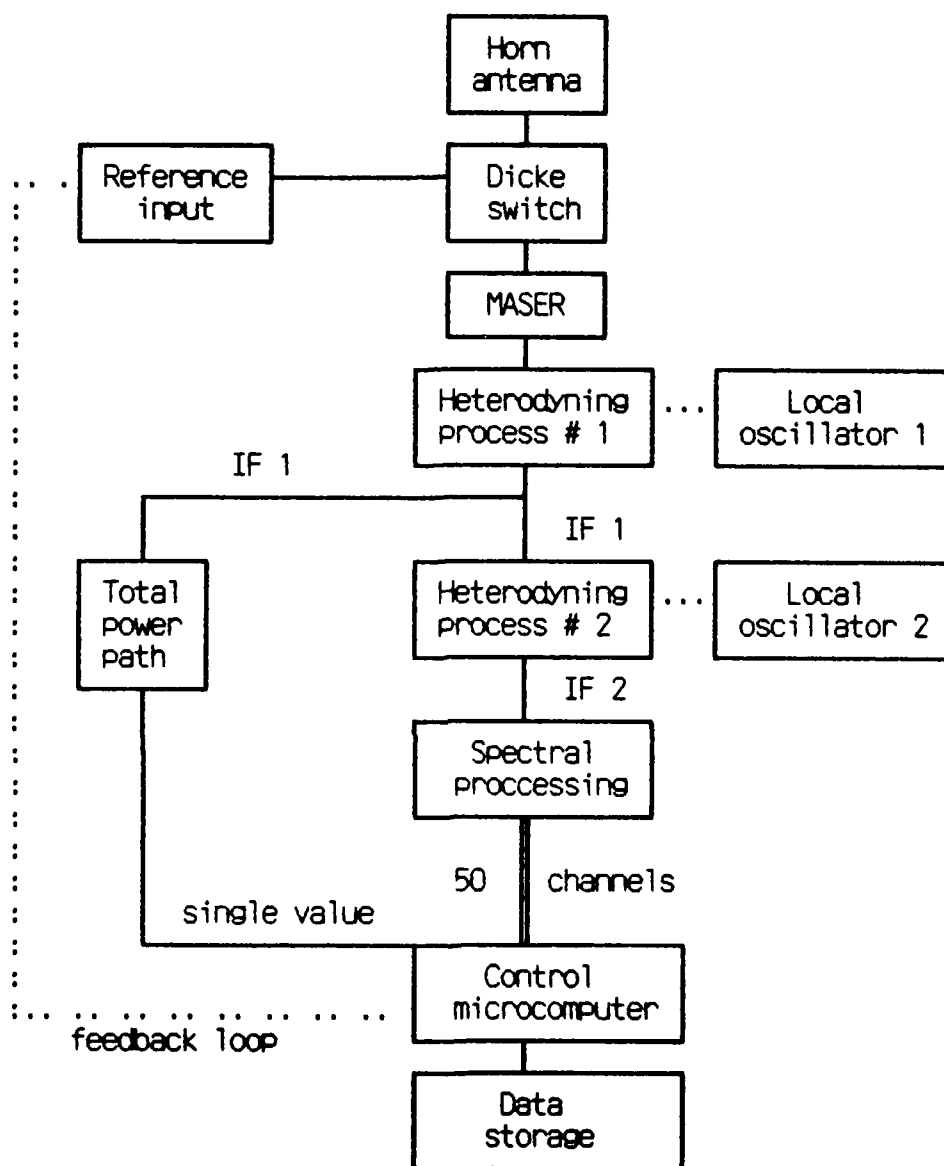 Horn
antenna
Reference
input
Dicke
switch
MASER
Heterodyning
process # 1
Local
oscillator 1
IF 1
IF 1
Total
power
path
Heterodyning
process # 2
Local
oscillator 2
IF 2
Spectral
proccessing
50 channels
single value
Control
microcomputer
feedback loop
Data
storage